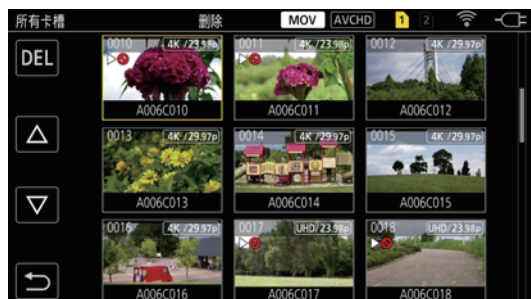 所有卡槽 删除 MOV AVCHD 1 2
DEL
0010 4K /23.98p 0011 4K /23.98p 0012 4K /29.97p
A006C010 A006C011 A006C012
0013 4K /29.97p 0014 4K /29.97p 0015 4K /29.97p
A006C013 A006C014 A006C015
0016 4K /29.97p 0017 UHD/23.98p 0018 UHD/23.98p
A006C016 A006C017 A006C018